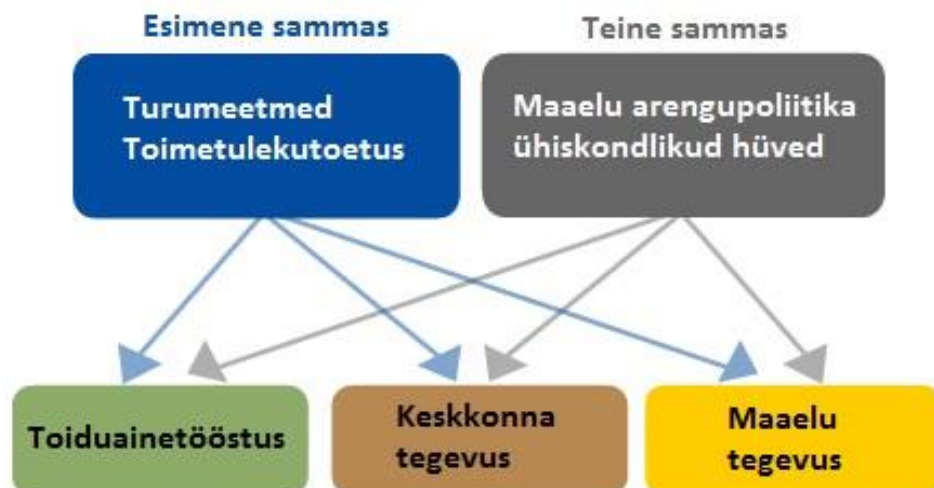 Esimene sammas
Teine sammas
Turumeetmed
Toimetulekutoetus
Maaelu arengupoliitika
ühiskondlikud hüved
Toiduainetööstus
Keskkonna
tegevus
Maaelu
tegevus